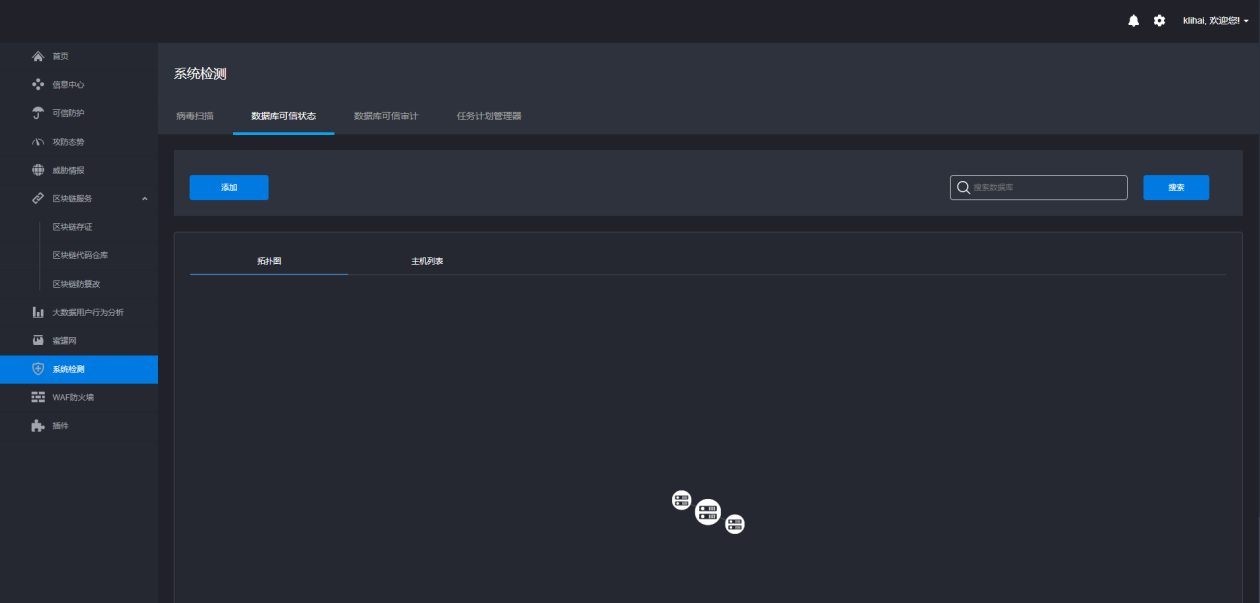 klihai, 欢迎您!
首页
信息中心
可信防护
攻防态势
威胁情报
区块链服务
区块链存证
区块链代码仓库
区块链防篡改
大数据用户行为分析
蜜罐网
系统检测
WAF防火墙
插件
系统检测
病毒扫描 数据库可信状态 数据库可信审计 任务计划管理器
添加 搜索数据库 搜索
拓扑图 主机列表